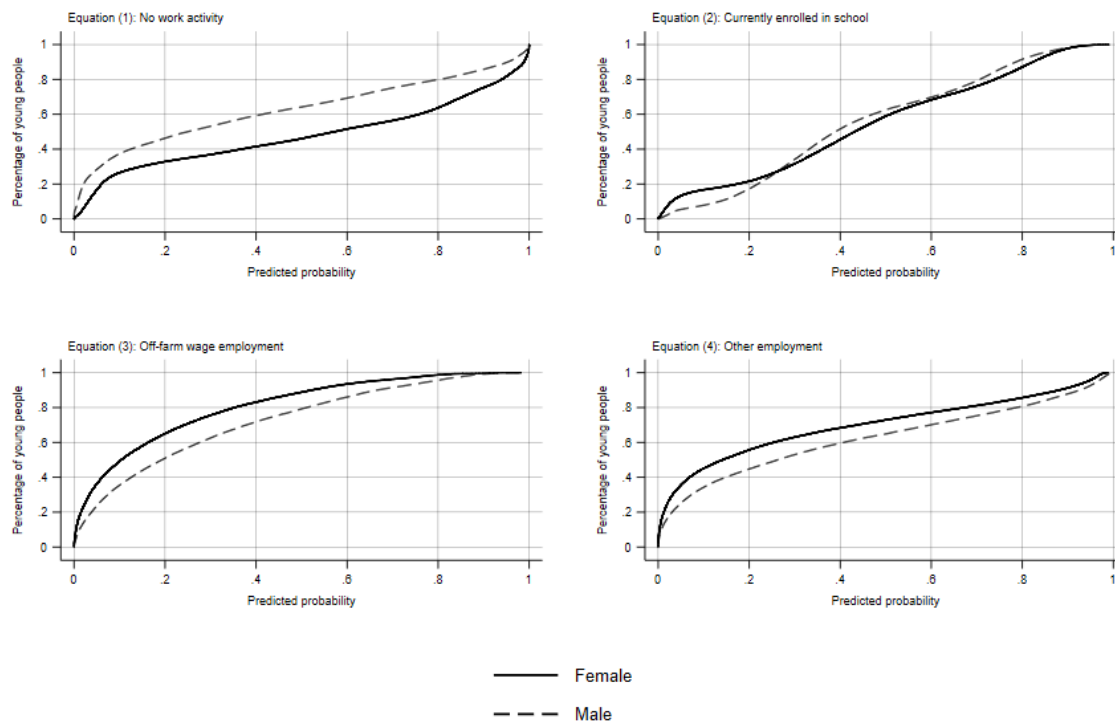 Equation (1): No work activity
Percentage of young people
1
.8
.6
.4
.2
0
0 .2 .4 .6 .8 1
Predicted probability
Equation (2): Currently enrolled in school
Percentage of young people
1
.8
.6
.4
.2
0
0 .2 .4 .6 .8 1
Predicted probability
Equation (3): Off-farm wage employment
Percentage of young people
1
.8
.6
.4
.2
0
0 .2 .4 .6 .8 1
Predicted probability
Equation (4): Other employment
Percentage of young people
1
.8
.6
.4
.2
0
0 .2 .4 .6 .8 1
Predicted probability
Female
Male